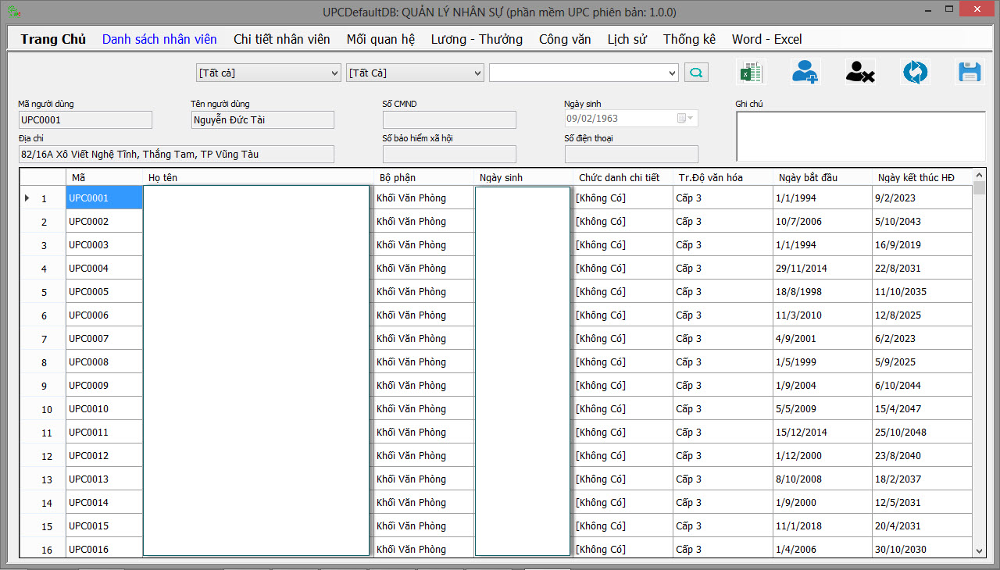 UPCDefaultDB: QUẢN LÝ NHÂN SỰ (phần mềm UPC phiên bản: 1.0.0)
Trang Chủ Danh sách nhân viên Chi tiết nhân viên Mối quan hệ Lương - Thưởng Công văn Lịch sử Thống kê Word - Excel
[Tất cả] [Tất Cả]
Mã người dùng Tên người dùng Số CMND Ngày sinh Ghi chú
UPC0001 Nguyễn Đức Tài 09/02/1963
Địa chỉ Số bảo hiểm xã hội Số điện thoại
82/16A Xô Viết Nghệ Tĩnh, Thắng Tam, TP Vũng Tàu
Mã Họ tên Bộ phận Ngày sinh Chức danh chi tiết Tr.Độ văn hóa Ngày bắt đầu Ngày kết thúc HĐ
1 UPC0001 Khối Văn Phòng [Không Có] Cấp 3 1/1/1994 9/2/2023
2 UPC0002 Khối Văn Phòng [Không Có] Cấp 3 10/7/2006 5/10/2043
3 UPC0003 Khối Văn Phòng [Không Có] Cấp 3 1/1/1994 16/9/2019
4 UPC0004 Khối Văn Phòng [Không Có] Cấp 3 29/11/2014 22/8/2031
5 UPC0005 Khối Văn Phòng [Không Có] Cấp 3 18/8/1998 11/10/2035
6 UPC0006 Khối Văn Phòng [Không Có] Cấp 3 11/3/2010 12/8/2025
7 UPC0007 Khối Văn Phòng [Không Có] Cấp 3 4/9/2001 6/2/2023
8 UPC0008 Khối Văn Phòng [Không Có] Cấp 3 1/5/1999 5/9/2025
9 UPC0009 Khối Văn Phòng [Không Có] Cấp 3 1/9/2004 6/10/2044
10 UPC0010 Khối Văn Phòng [Không Có] Cấp 3 5/5/2009 15/4/2047
11 UPC0011 Khối Văn Phòng [Không Có] Cấp 3 15/12/2014 25/10/2048
12 UPC0012 Khối Văn Phòng [Không Có] Cấp 3 1/12/2000 23/8/2040
13 UPC0013 Khối Văn Phòng [Không Có] Cấp 3 8/10/2008 18/2/2037
14 UPC0014 Khối Văn Phòng [Không Có] Cấp 3 1/9/2000 12/5/2031
15 UPC0015 Khối Văn Phòng [Không Có] Cấp 3 11/1/2018 20/4/2031
16 UPC0016 Khối Văn Phòng [Không Có] Cấp 3 1/4/2006 30/10/2030